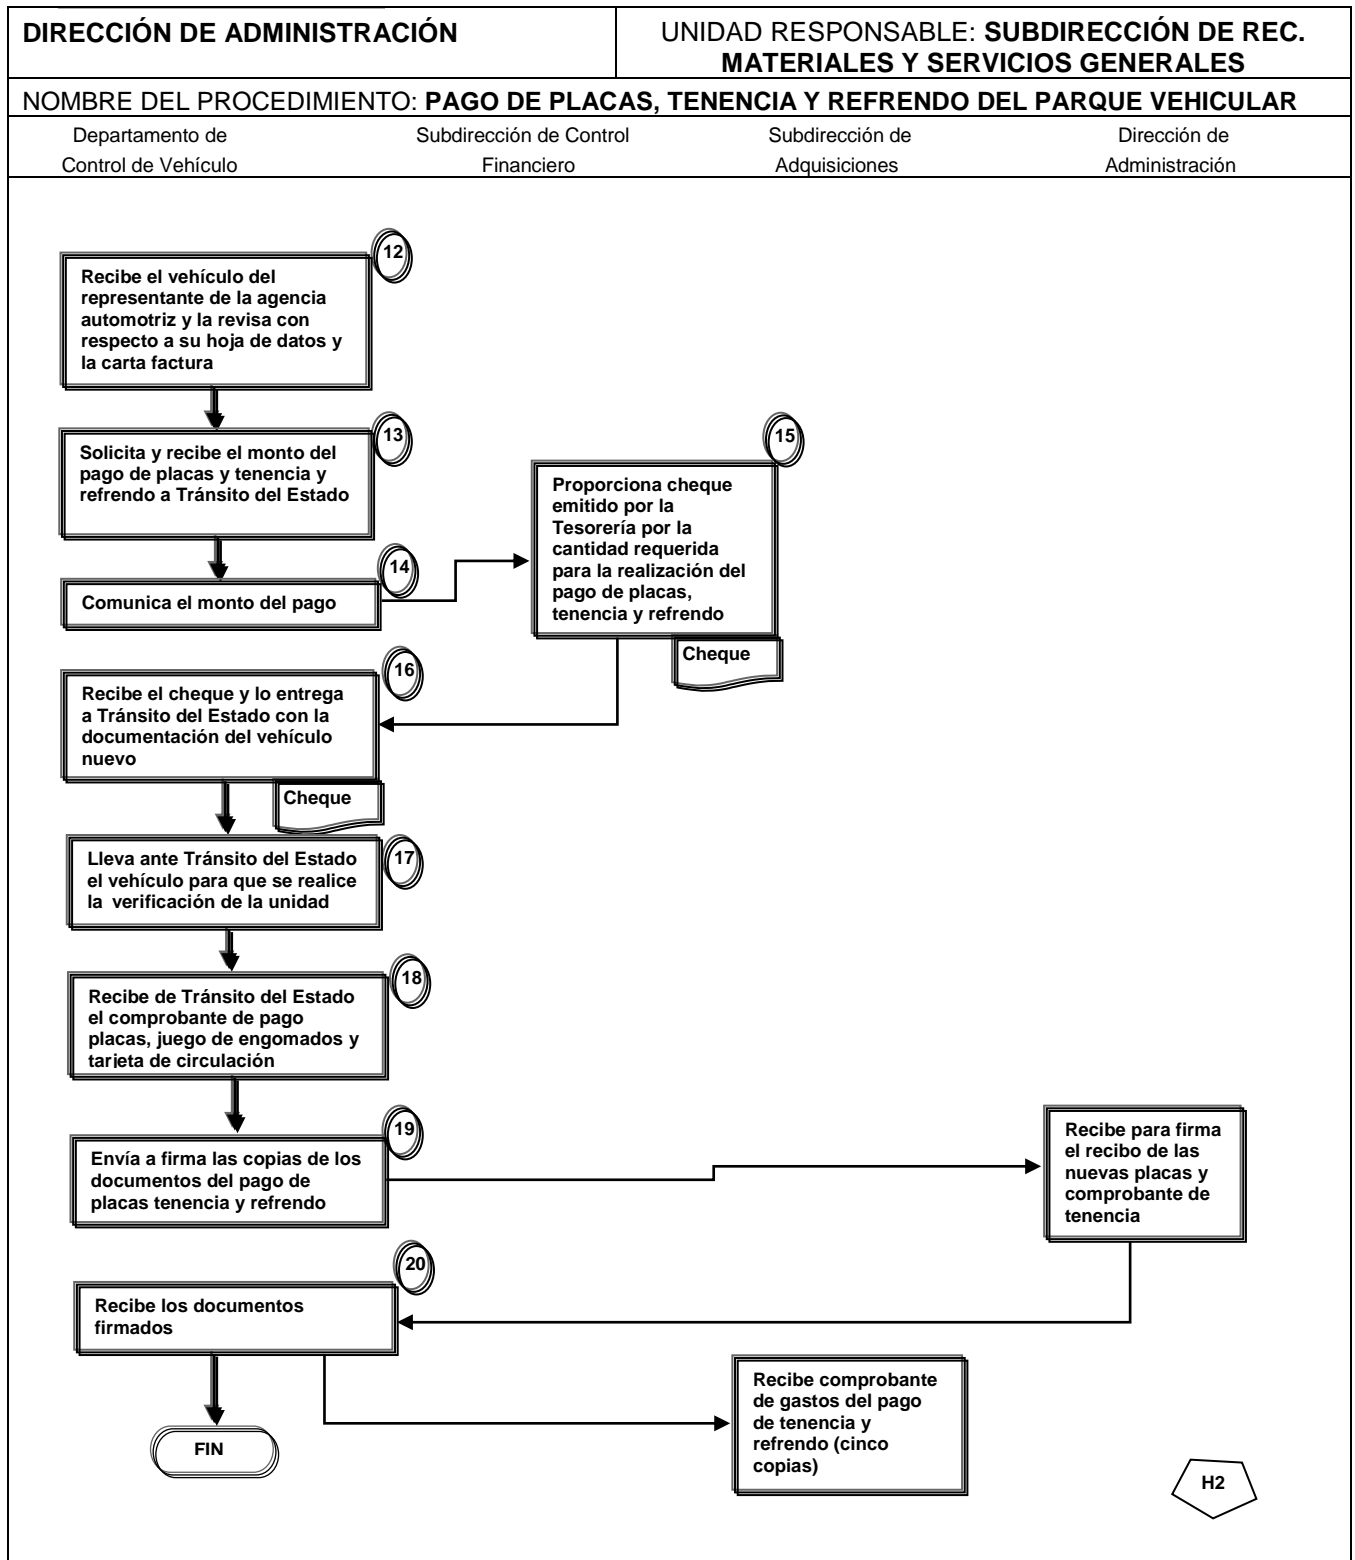 DIRECCIÓN DE ADMINISTRACIÓN
UNIDAD RESPONSABLE: SUBDIRECCIÓN DE REC.
MATERIALES Y SERVICIOS GENERALES
NOMBRE DEL PROCEDIMIENTO: PAGO DE PLACAS, TENENCIA Y REFRENDO DEL PARQUE VEHICULAR
Departamento de
Control de Vehículo
Subdirección de Control
Financiero
Subdirección de
Adquisiciones
Dirección de
Administración
12
Recibe el vehículo del
representante de la agencia
automotriz y la revisa con
respecto a su hoja de datos y
la carta factura
13
Solicita y recibe el monto del
pago de placas y tenencia y
refrendo a Tránsito del Estado
14
Comunica el monto del pago
15
Proporciona cheque
emitido por la
Tesorería por la
cantidad requerida
para la realización del
pago de placas,
tenencia y refrendo
Cheque
16
Recibe el cheque y lo entrega
a Tránsito del Estado con la
documentación del vehículo
nuevo
Cheque
17
Lleva ante Tránsito del Estado
el vehículo para que se realice
la verificación de la unidad
18
Recibe de Tránsito del Estado
el comprobante de pago
placas, juego de engomados y
tarjeta de circulación
19
Envía a firma las copias de los
documentos del pago de
placas tenencia y refrendo
Recibe para firma
el recibo de las
nuevas placas y
comprobante de
tenencia
20
Recibe los documentos
firmados
Recibe comprobante
de gastos del pago
de tenencia y
refrendo (cinco
copias)
FIN
H2